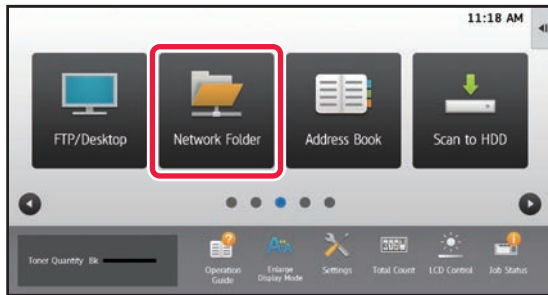 11:18 AM
FTP/Desktop
Network Folder
Address Book
Scan to HDD
Toner Quantity Bk
Operation Guide
Enlarge Display Mode
Settings
Total Count
LCD Control
Job Status